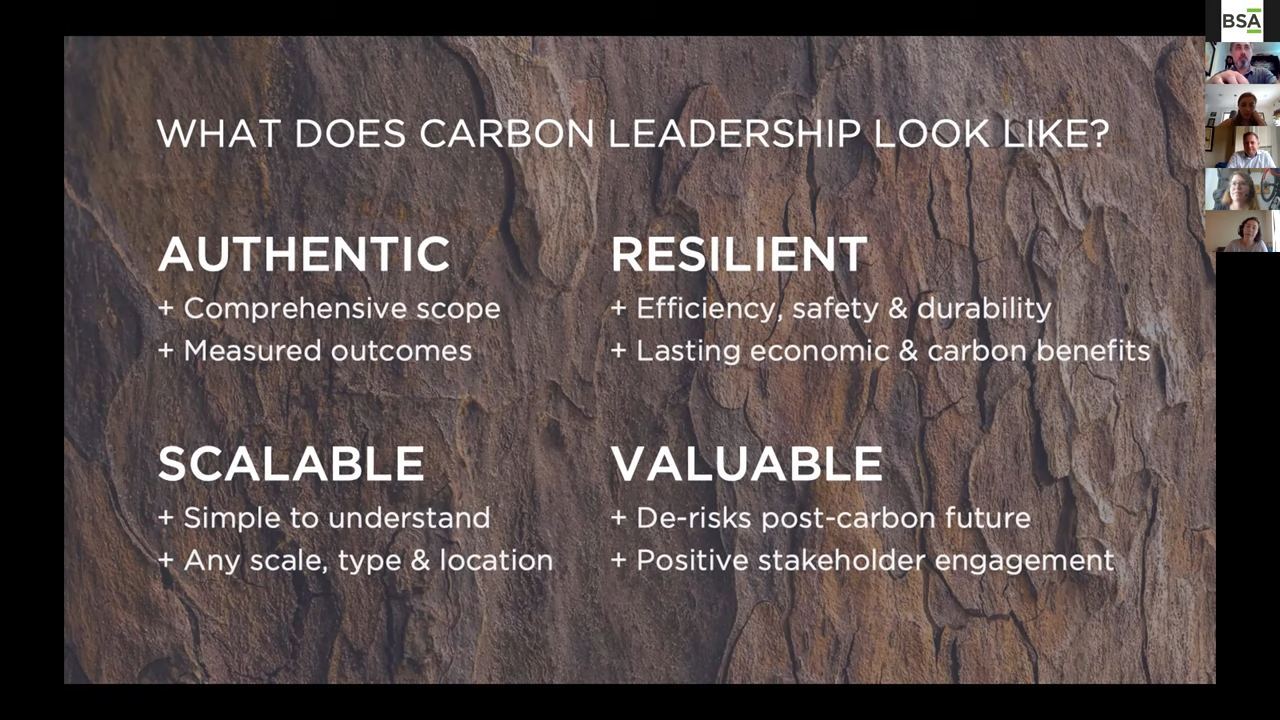 BSA
WHAT DOES CARBON LEADERSHIP LOOK LIKE?
AUTHENTIC
+ Comprehensive scope
+ Measured outcomes
RESILIENT
+ Efficiency, safety & durability
+ Lasting economic & carbon benefits
SCALABLE
+ Simple to understand
+ Any scale, type & location
VALUABLE
+ De-risks post-carbon future
+ Positive stakeholder engagement